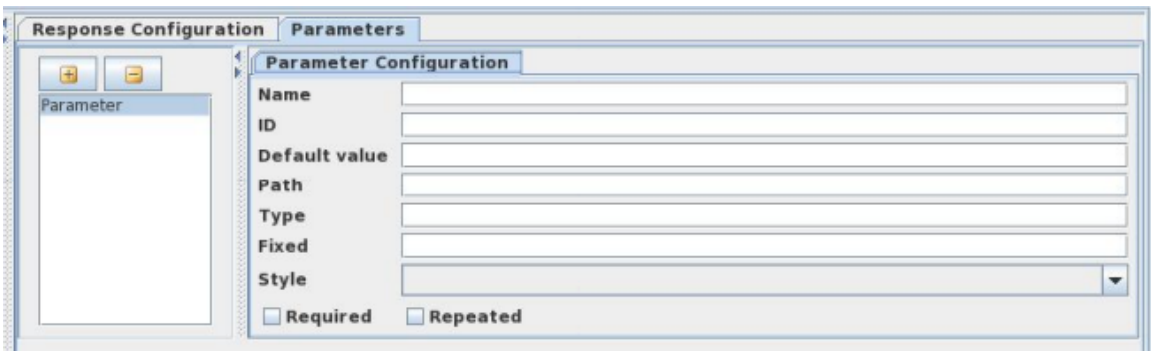 Response Configuration Parameters
Parameter
Parameter Configuration
Name
ID
Default value
Path
Type
Fixed
Style
Required Repeated